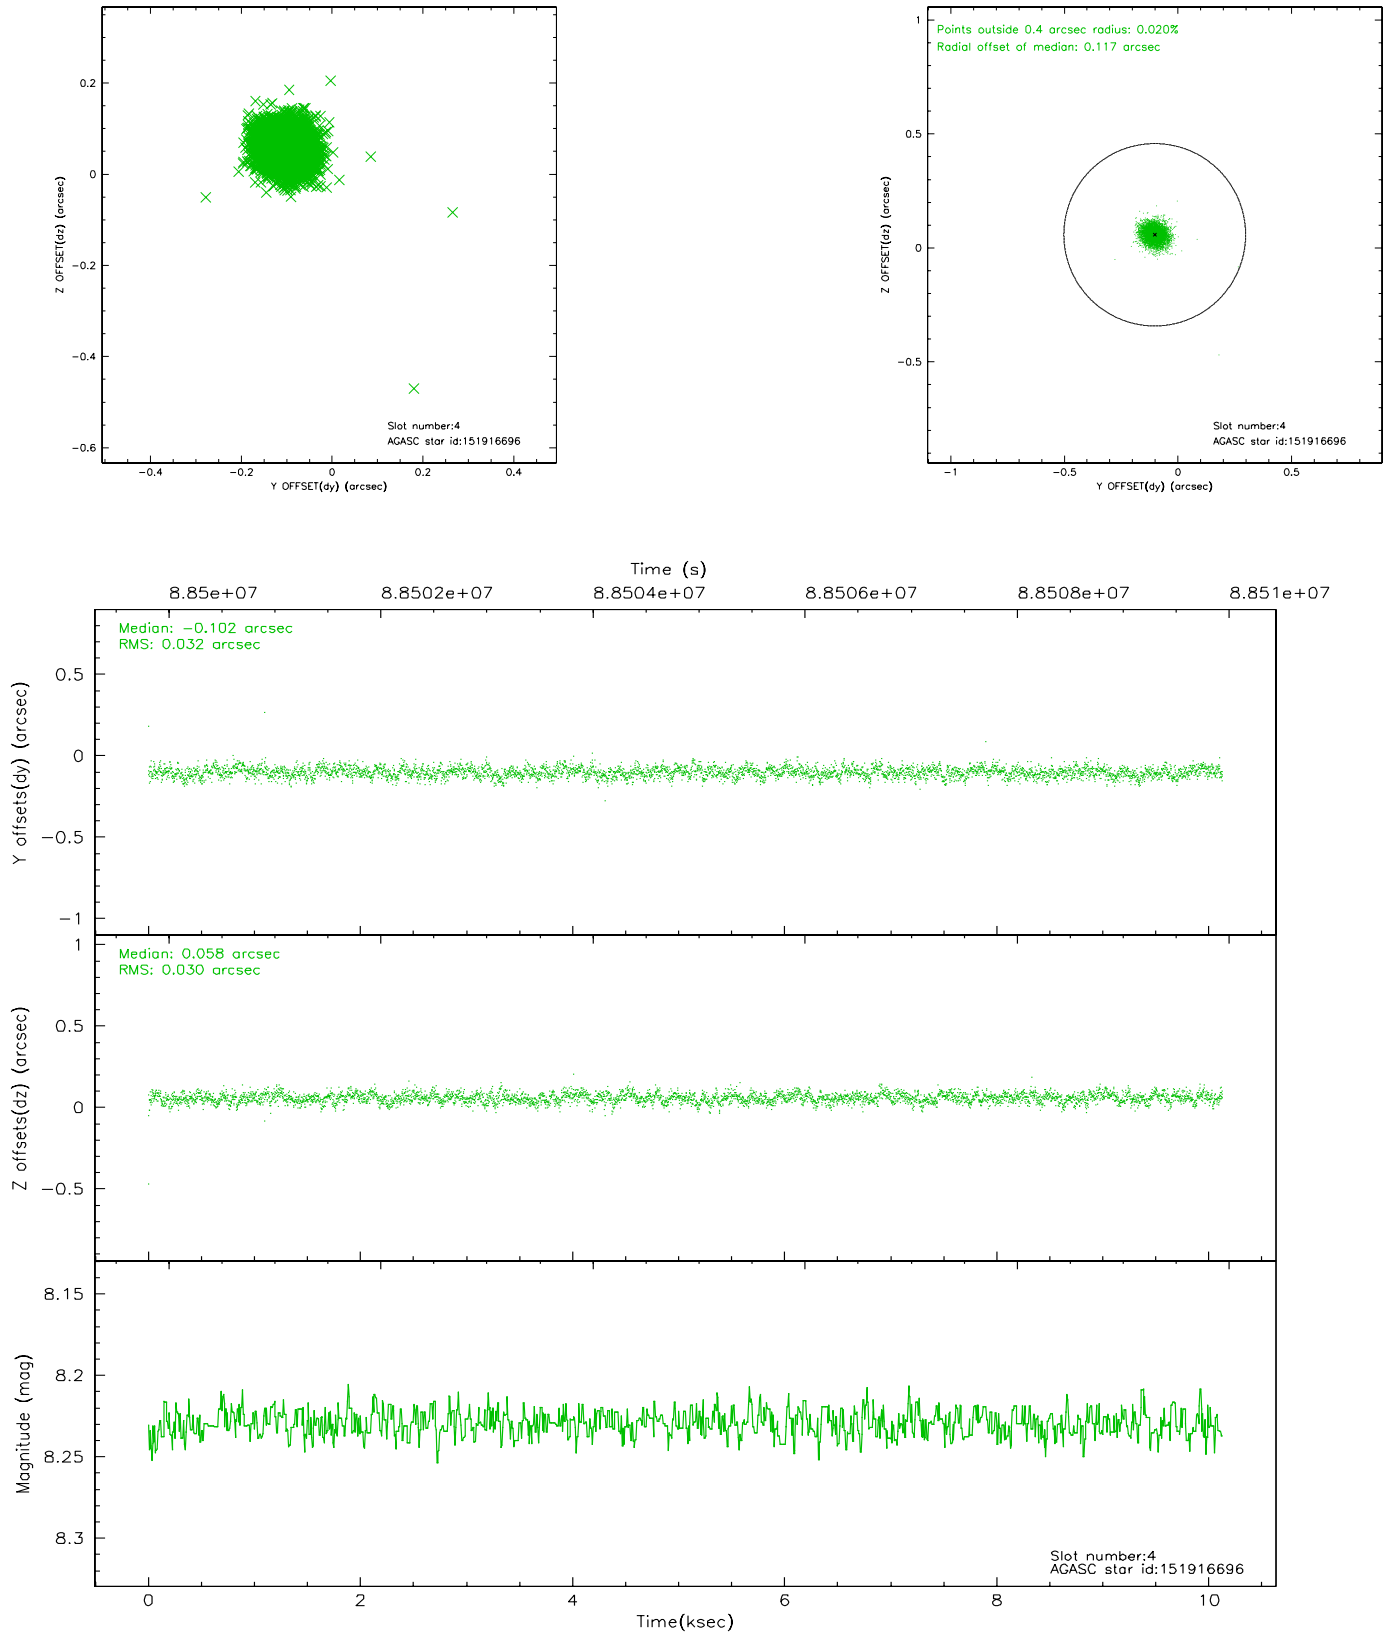 0.2
0
−0.2
−0.4
−0.6
Z OFFSET(dz) (arcsec)
Slot number:4
AGASC star id:151916696
−0.4
−0.2
0
0.2
0.4
Y OFFSET(dy) (arcsec)
Points outside 0.4 arcsec radius: 0.020%
Radial offset of median: 0.117 arcsec
1
0.5
0
−0.5
Z OFFSET(dz) (arcsec)
Slot number:4
AGASC star id:151916696
−1
−0.5
0
0.5
Y OFFSET(dy) (arcsec)
Time (s)
8.85e+07
8.8502e+07
8.8504e+07
8.8506e+07
8.8508e+07
8.851e+07
Median: −0.102 arcsec
RMS: 0.032 arcsec
0.5
0
−0.5
−1
Y offsets(dy) (arcsec)
Median: 0.058 arcsec
RMS: 0.030 arcsec
1
0.5
0
−0.5
Z offsets(dz) (arcsec)
8.15
8.2
8.25
8.3
Magnitude (mag)
Slot number:4
AGASC star id:151916696
0
2
4
6
8
10
Time(ksec)